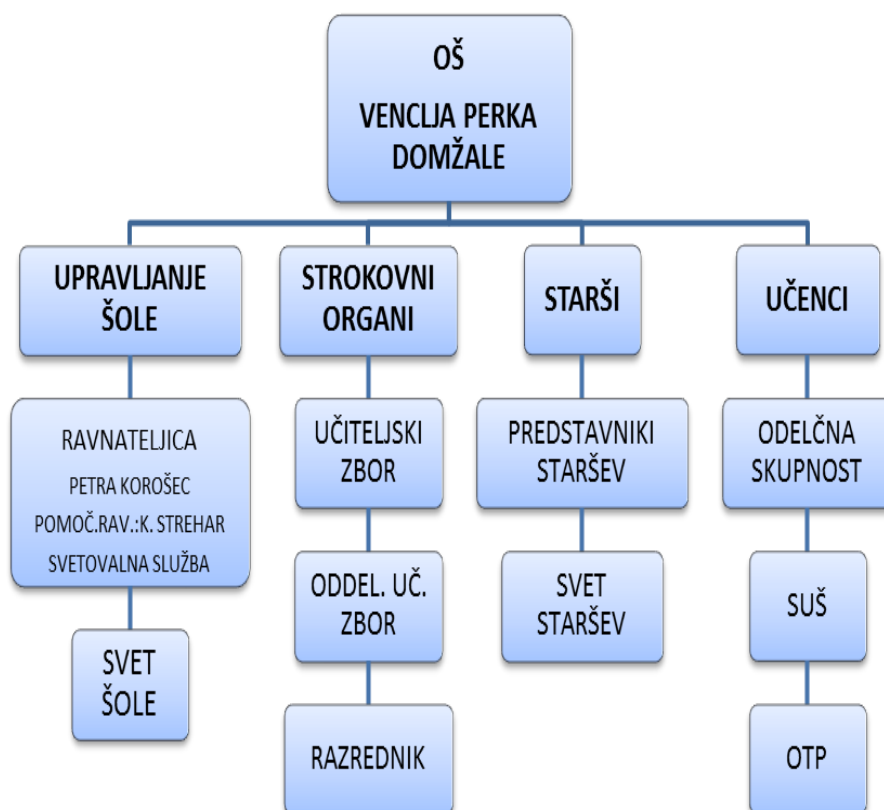 OŠ
VENCLJA PERKA
DOMŽALE
UPRAVLJANJE
ŠOLE
STROKOVNI
ORGANI
STARŠI
UČENCI
RAVNATELJICA
PETRA KOROŠEC
POMOČ.RAV.:K. STREHAR
SVETOVALNA SLUŽBA
UČITELJSKI
ZBOR
PREDSTAVNIKI
STARŠEV
ODELČNA
SKUPNOST
SVET
ŠOLE
ODDEL. UČ.
ZBOR
SVET
STARŠEV
SUŠ
RAZREDNIK
OTP